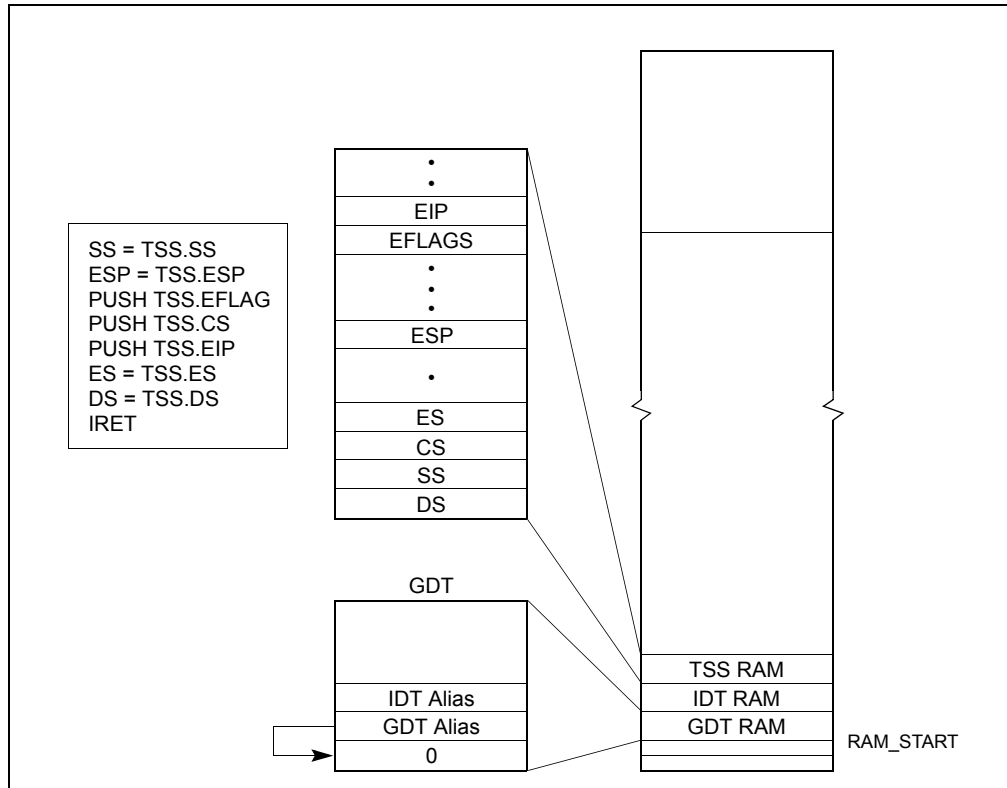 SS = TSS.SS
ESP = TSS.ESP
PUSH TSS.EFLAG
PUSH TSS.CS
PUSH TSS.EIP
ES = TSS.ES
DS = TSS.DS
IRET
EIP
EFLAGS
ESP
ES
CS
SS
DS
GDT
IDT Alias
GDT Alias
0
TSS RAM
IDT RAM
GDT RAM
RAM_START